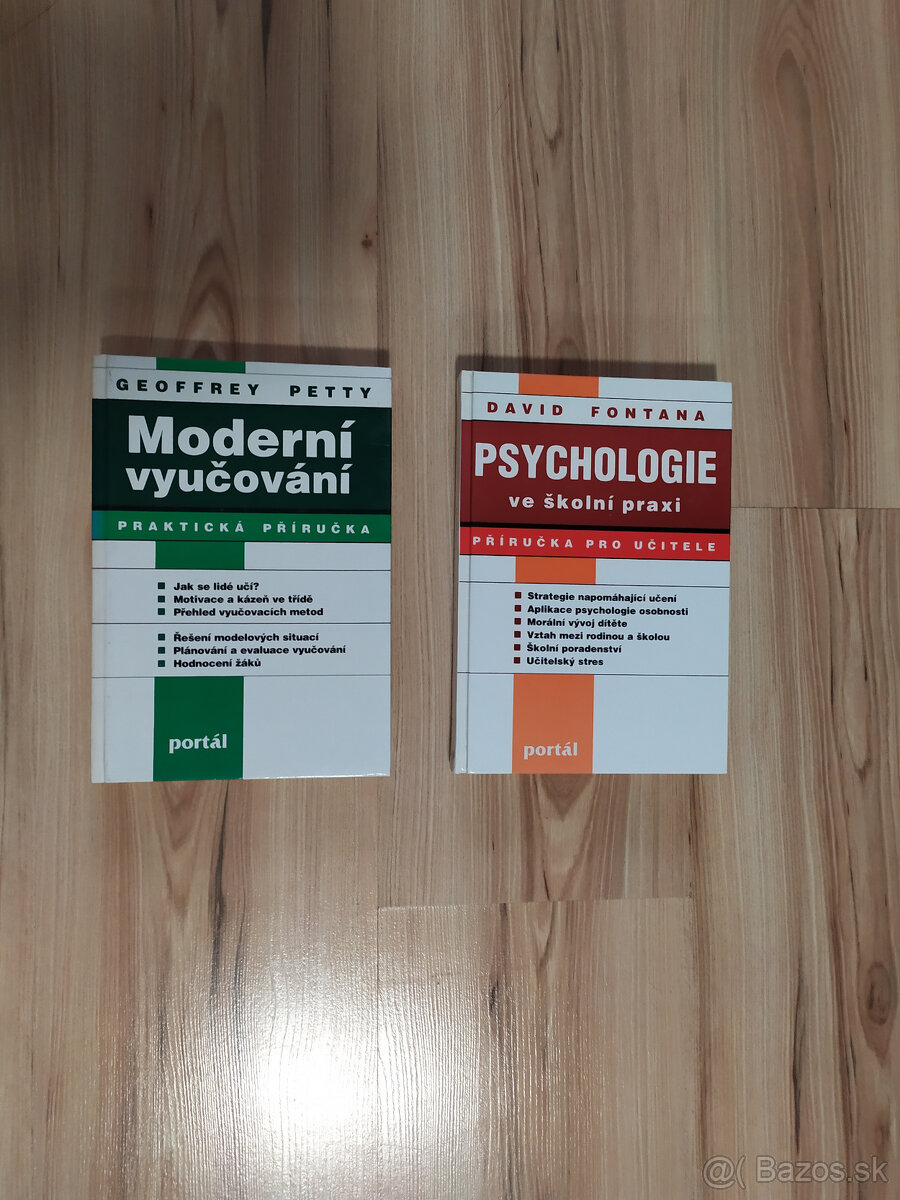 GEOFFREY PETTY
Moderní
vyučování
PRAKTICKÁ PŘÍRUČKA
Jak se lidé učí?
Motivace a kázeň ve třídě
Přehled vyučovacích metod
Řešení modelových situací
Plánování a evaluace vyučování
Hodnocení žáků
portál
DAVID FONTANA
PSYCHOLOGIE
ve školní praxi
PŘÍRUČKA PRO UČITELE
Strategie napomáhající učení
Aplikace psychologie osobnosti
Morální vývoj dítěte
Vztah mezi rodinou a školou
Školní poradenství
Učitelský stres
portál
@( Bazos.sk